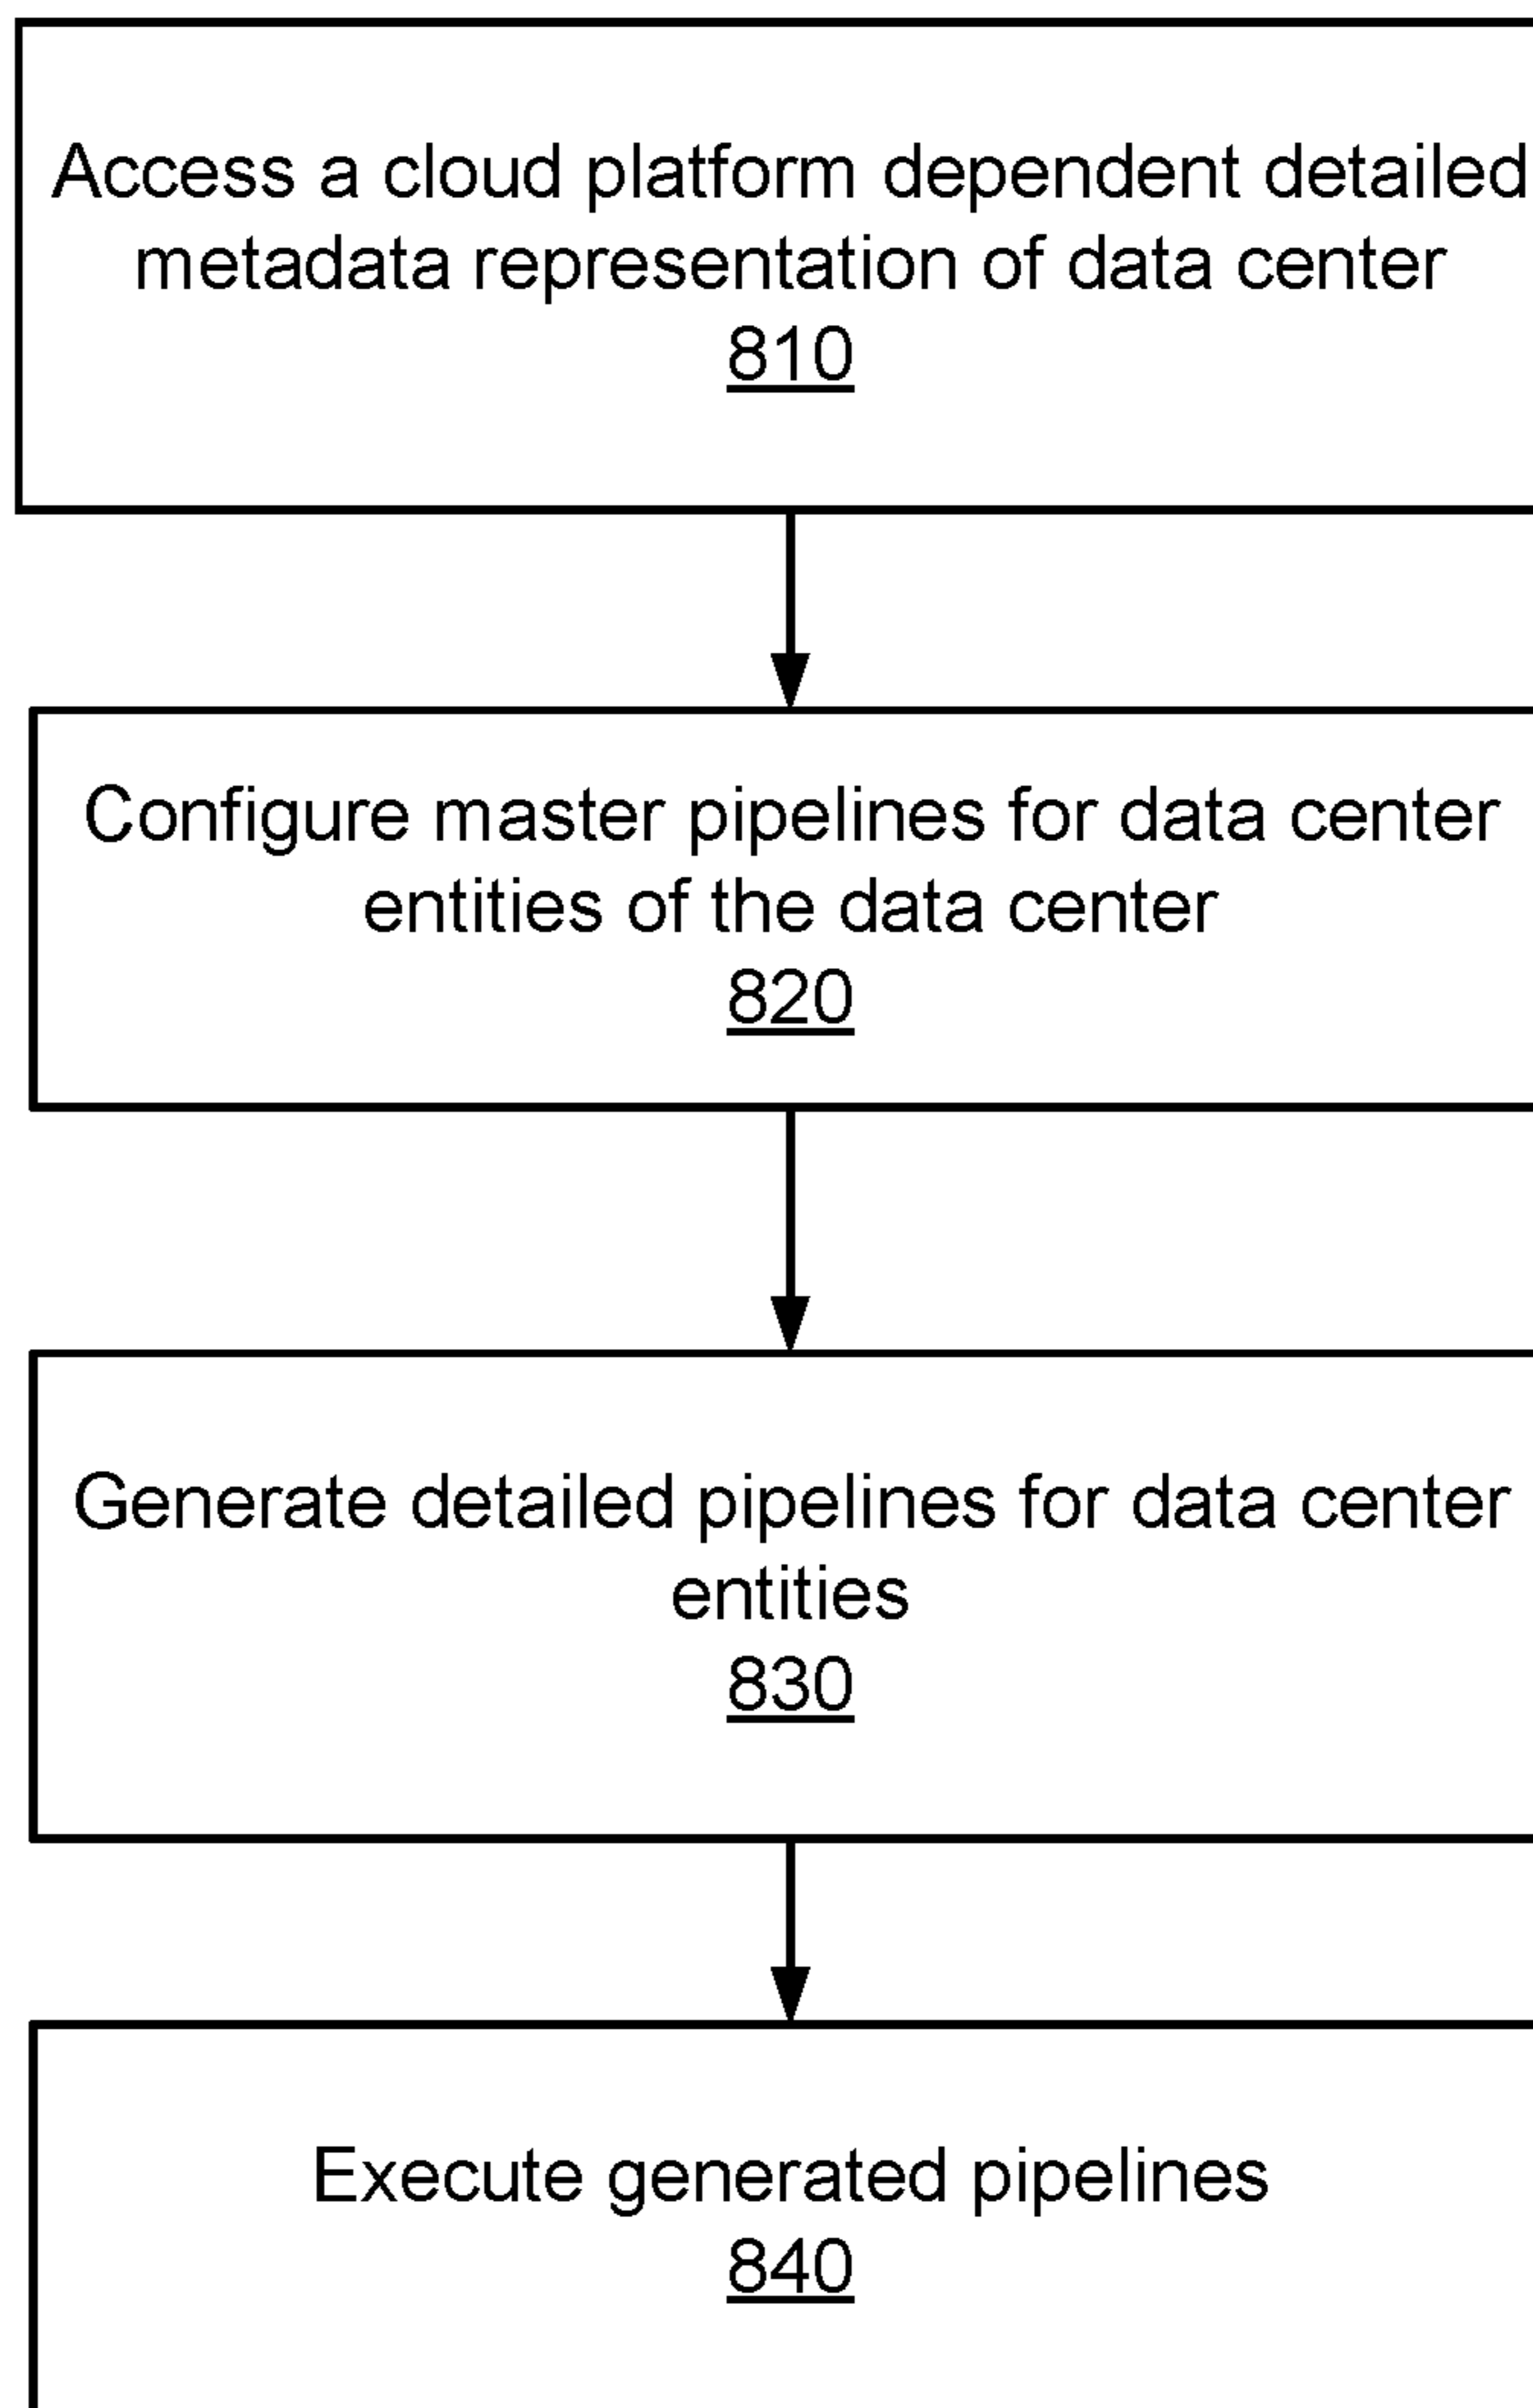 Access a cloud platform dependent detailed
metadata representation of data center
810
Configure master pipelines for data center
entities of the data center
820
Generate detailed pipelines for data center
entities
830
Execute generated pipelines
840